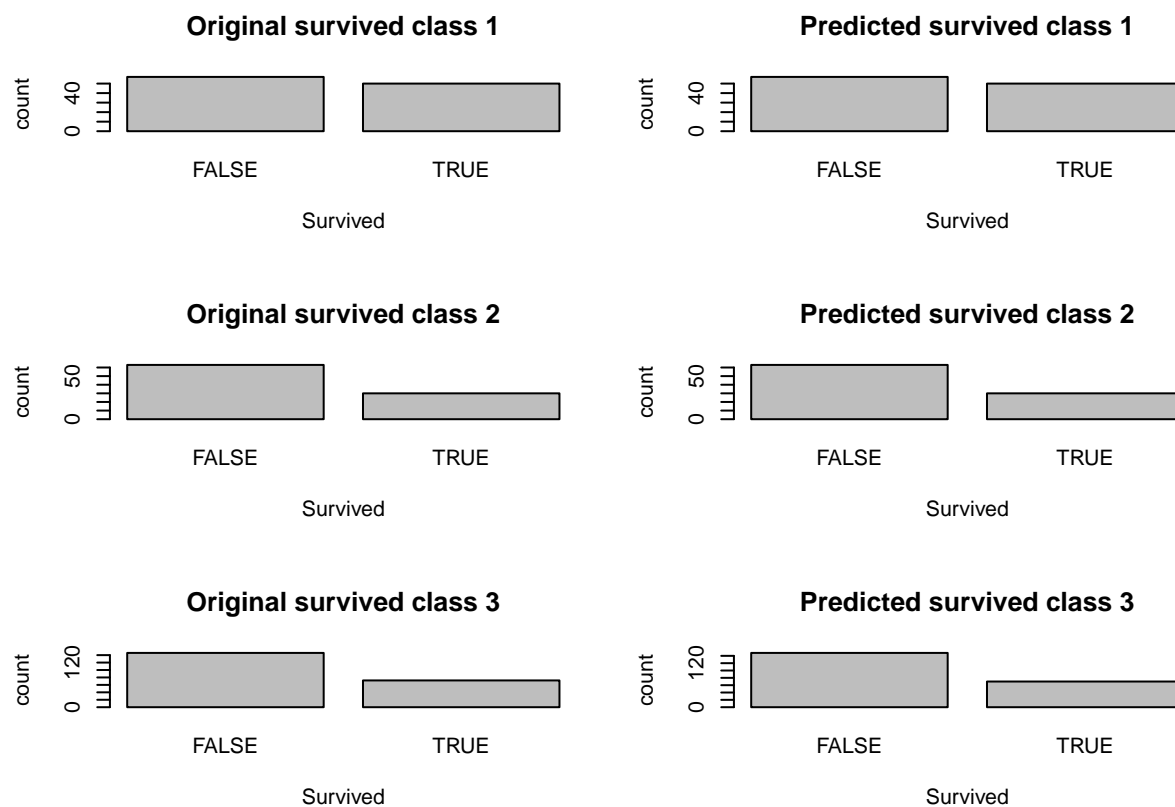 Original survived class 1
Predicted survived class 1
count
0
40
FALSE
TRUE
Survived
count
0
40
FALSE
TRUE
Survived
Original survived class 2
Predicted survived class 2
count
0
50
FALSE
TRUE
Survived
count
0
50
FALSE
TRUE
Survived
Original survived class 3
Predicted survived class 3
count
0
120
FALSE
TRUE
Survived
count
0
120
FALSE
TRUE
Survived